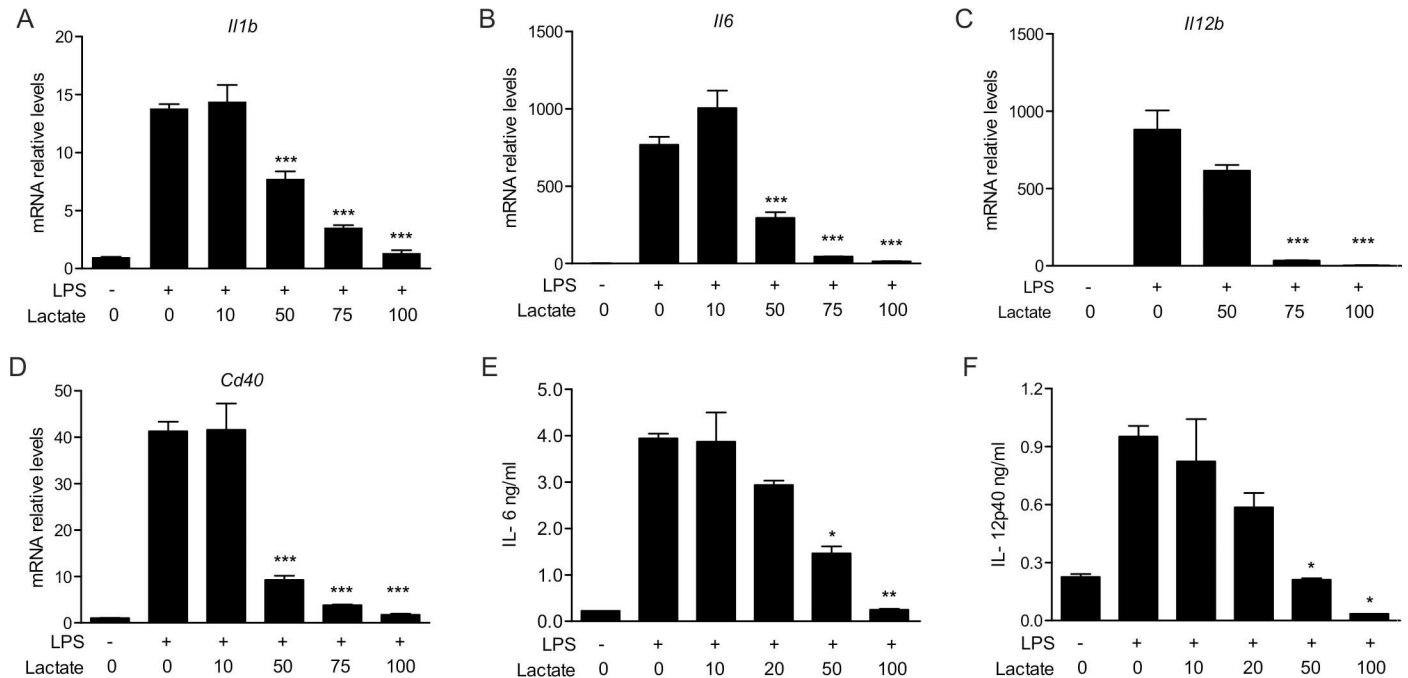 A
Il1b
mRNA relative levels
20
15
10
5
0
*** *** ***
LPS - + + + + +
Lactate 0 0 10 50 75 100
B
Il6
mRNA relative levels
1500
1000
500
0
*** *** ***
LPS - + + + + +
Lactate 0 0 10 50 75 100
C
Il12b
mRNA relative levels
1500
1000
500
0
*** ***
LPS - + + + +
Lactate 0 0 50 75 100
D
Cd40
mRNA relative levels
50
40
30
20
10
0
*** *** ***
LPS - + + + + +
Lactate 0 0 10 50 75 100
E
IL- 6 ng/ml
5.0
4.0
3.0
2.0
1.0
0.0
* **
LPS - + + + + +
Lactate 0 0 10 20 50 100
F
IL- 12p40 ng/ml
1.2
0.9
0.6
0.3
0.0
* *
LPS - + + + + +
Lactate 0 0 10 20 50 100